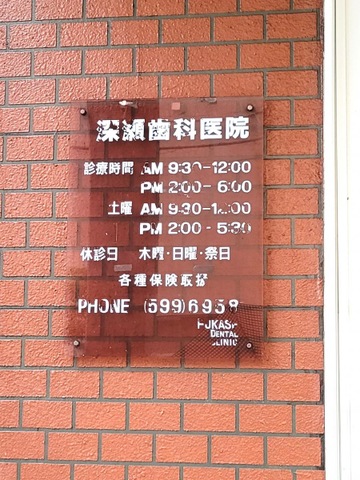 深瀬歯科医院
診療時間 AM 9:30-12:00
PM 2:00-6:00
土曜 AM 9:30-12:00
PM 2:00-5:30
休診日 木曜・日曜・祭日
各種保険取扱
PHONE (599)6958
FUKASE
DENTAL
CLINIC